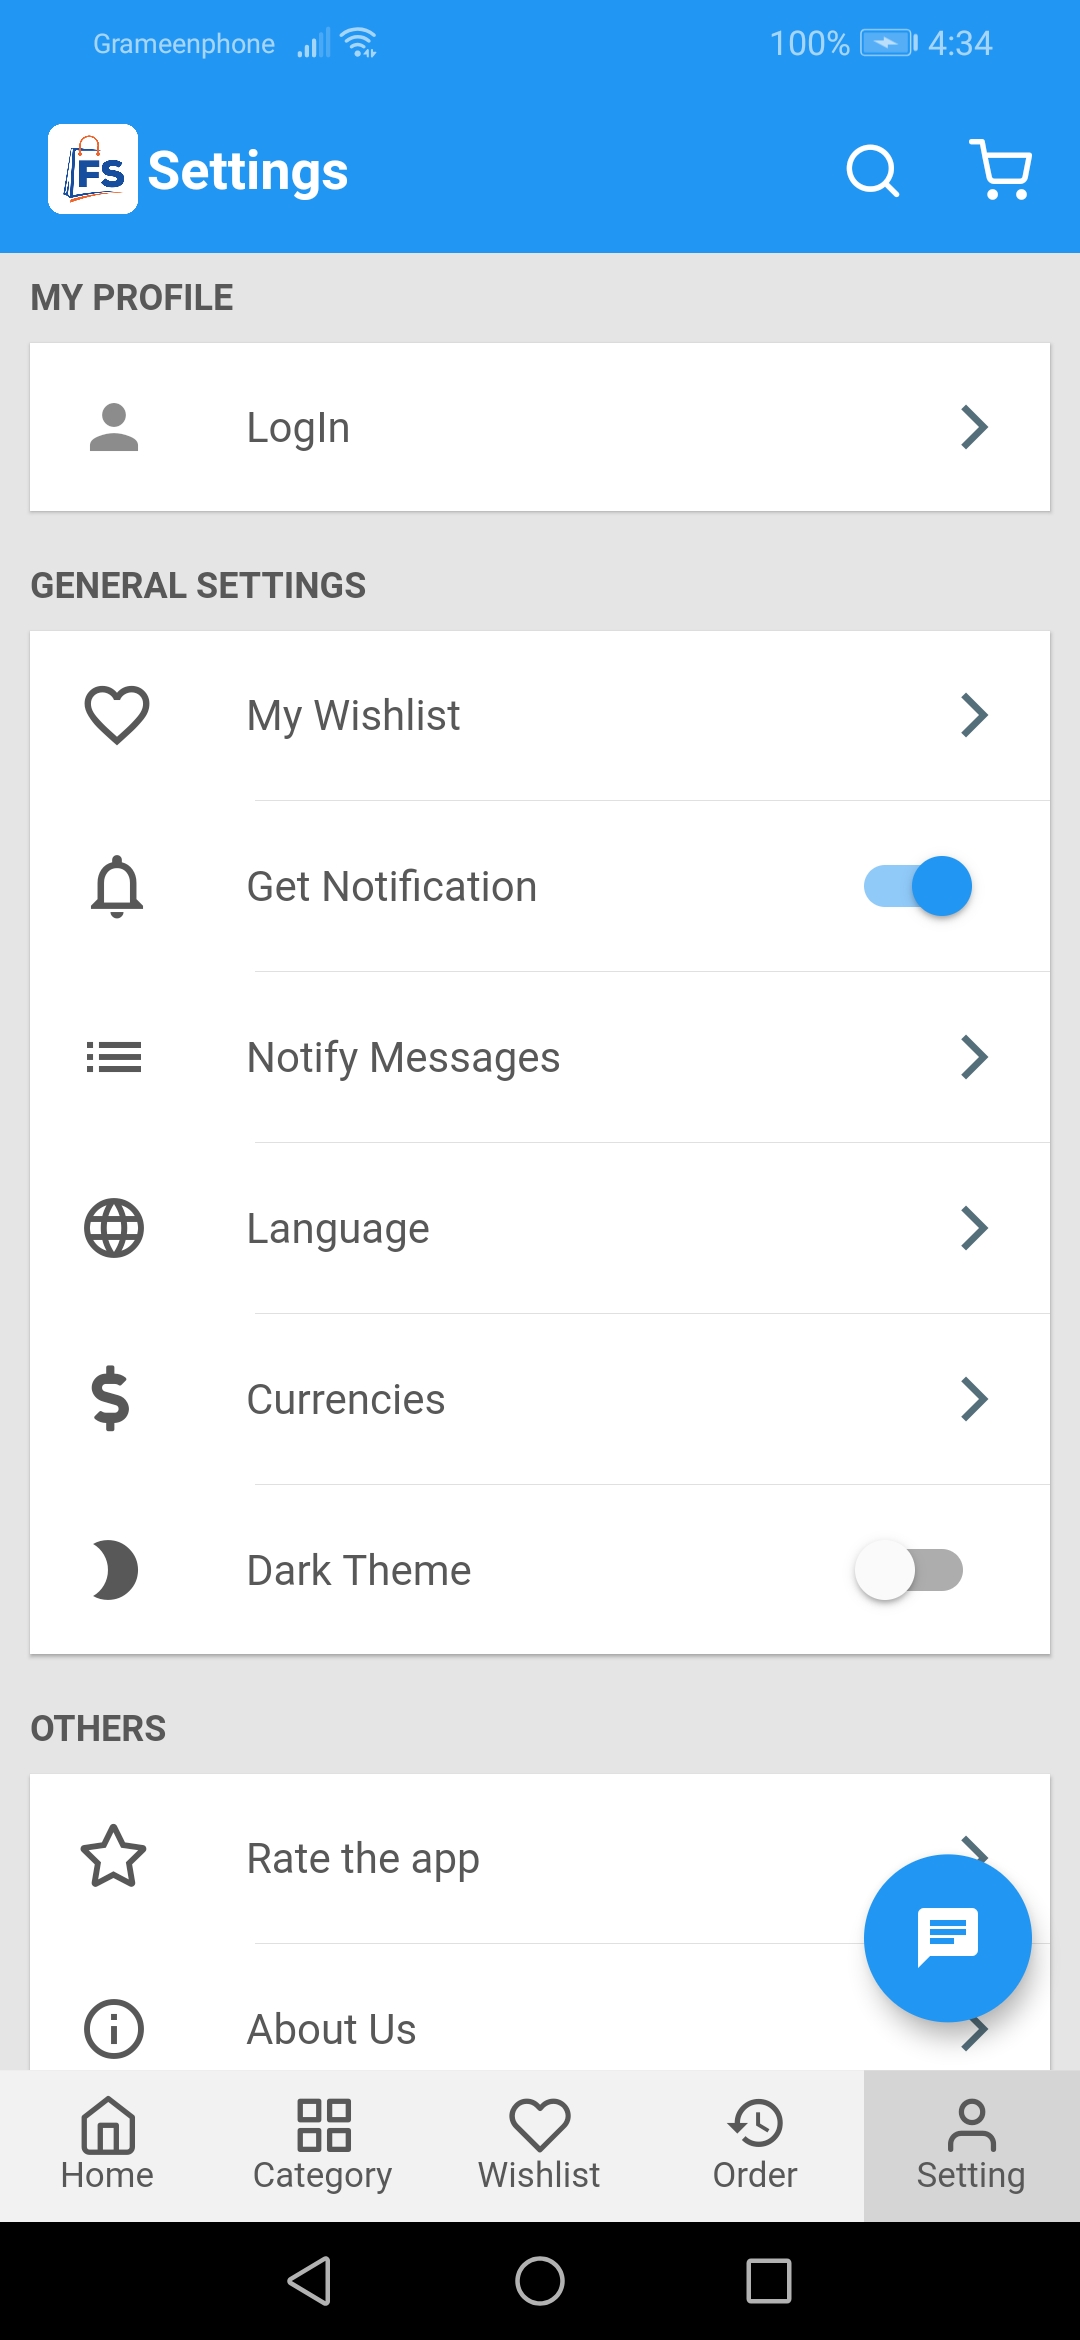 Grameenphone 100% 4:34
FS Settings
MY PROFILE
LogIn
GENERAL SETTINGS
My Wishlist
Get Notification
Notify Messages
Language
Currencies
Dark Theme
OTHERS
Rate the app
About Us
Home Category Wishlist Order Setting